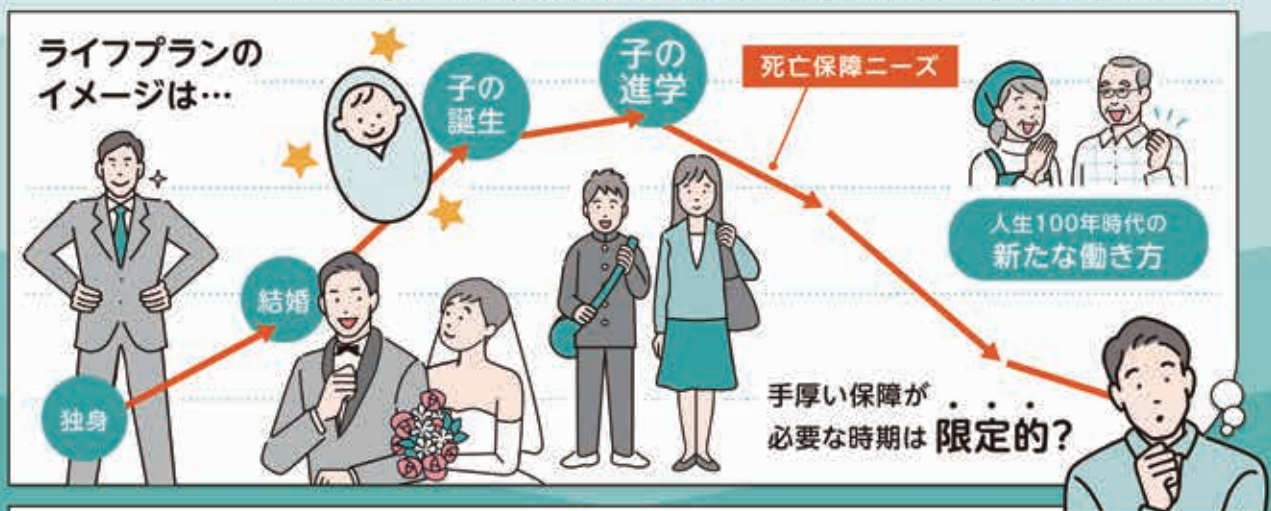 ライフプランの
イメージは…
独身
結婚
子の
誕生
子の
進学
死亡保障ニーズ
人生100年時代の
新たな働き方
手厚い保障が
必要な時期は 限定的?